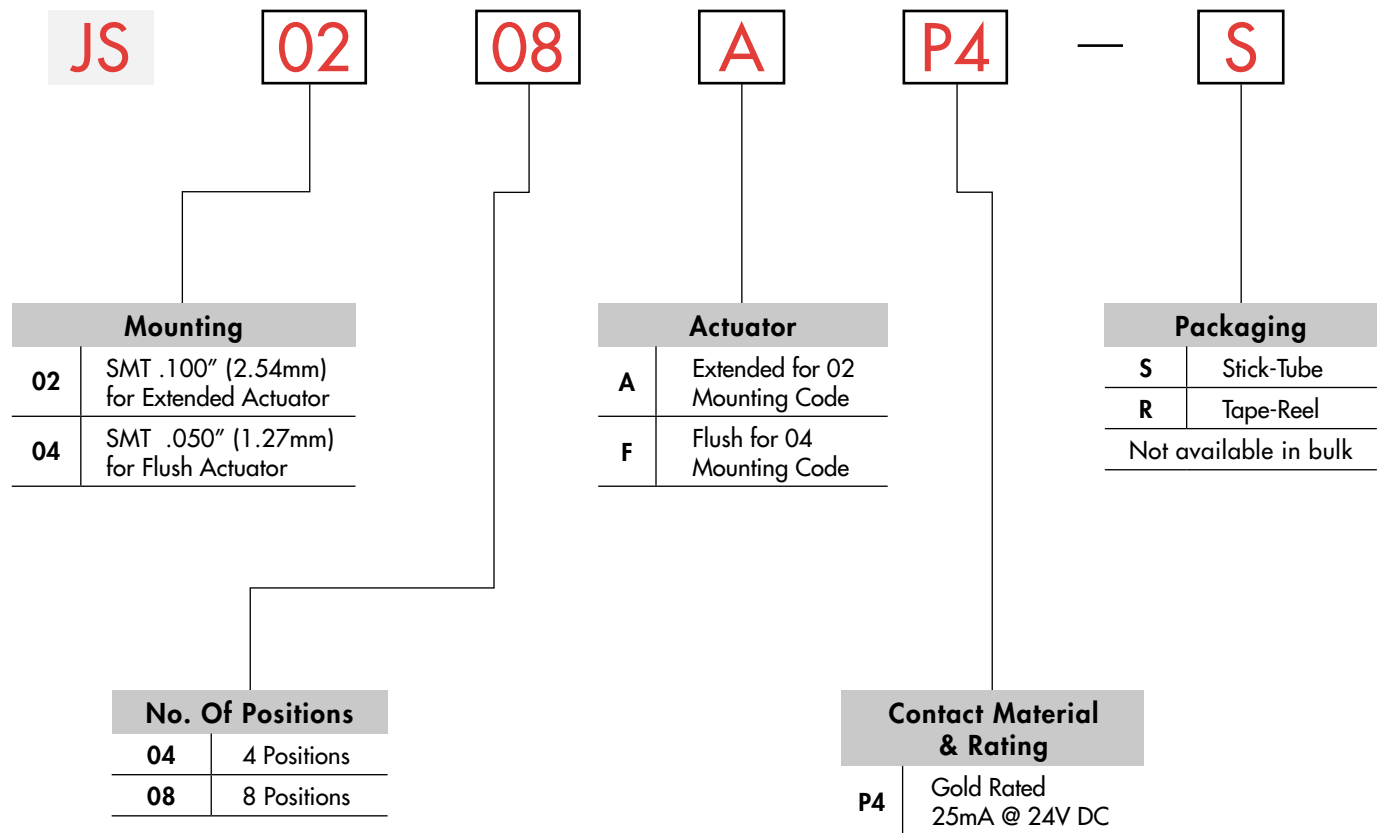 JS 02 08 A P4 — S
Mounting
02 SMT .100” (2.54mm)
for Extended Actuator
04 SMT .050” (1.27mm)
for Flush Actuator
Actuator
A Extended for 02
Mounting Code
F Flush for 04
Mounting Code
Packaging
S Stick-Tube
R Tape-Reel
Not available in bulk
No. Of Positions
04 4 Positions
08 8 Positions
Contact Material
& Rating
P4 Gold Rated
25mA @ 24V DC